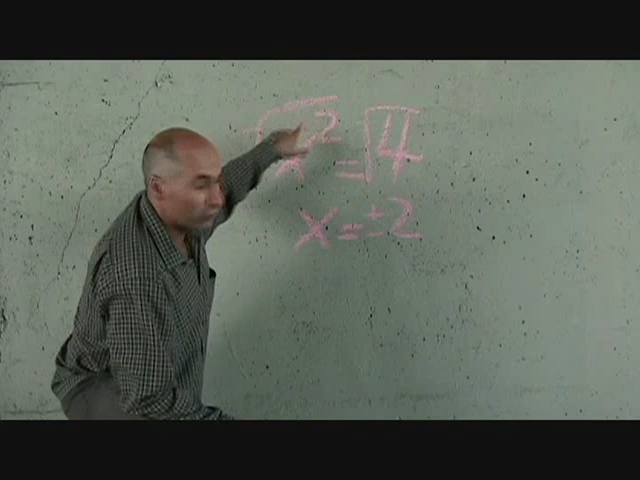 √x² = √4
x = ±2